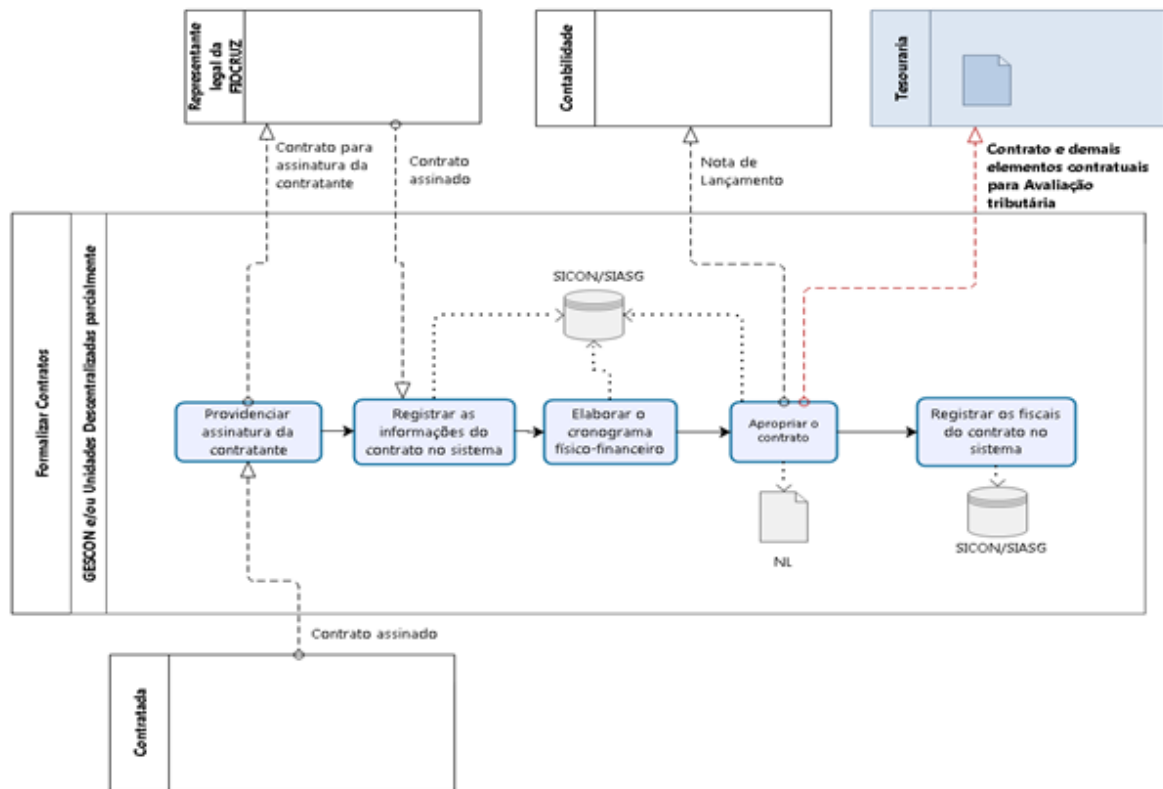 Representante
legal da
FIOCRUZ
Contabilidade
Tesouraria
Contrato para
assinatura da
contratante
Contrato
assinado
Nota de
Lançamento
Contrato e demais
elementos contratuais
para Avaliação
tributária
Formalizar Contratos
GESCON e/ou Unidades Descentralizadas parcialmente
SICON/SIASG
Providenciar
assinatura da
contratante
Registrar as
informações do
contrato no sistema
Elaborar o
cronograma
físico-financeiro
Apropriar o
contrato
Registrar os fiscais
do contrato no
sistema
NL
SICON/SIASG
Contrato assinado
Contratada